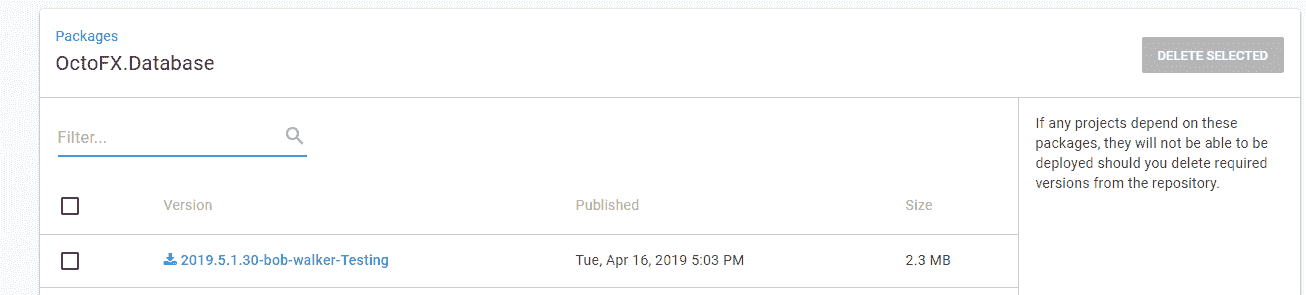 Packages
OctoFX.Database
DELETE SELECTED
Filter...
If any projects depend on these
packages, they will not be able to be
deployed should you delete required
versions from the repository.
Version Published Size
2019.5.1.30-bob-walker-Testing Tue, Apr 16, 2019 5:03 PM 2.3 MB